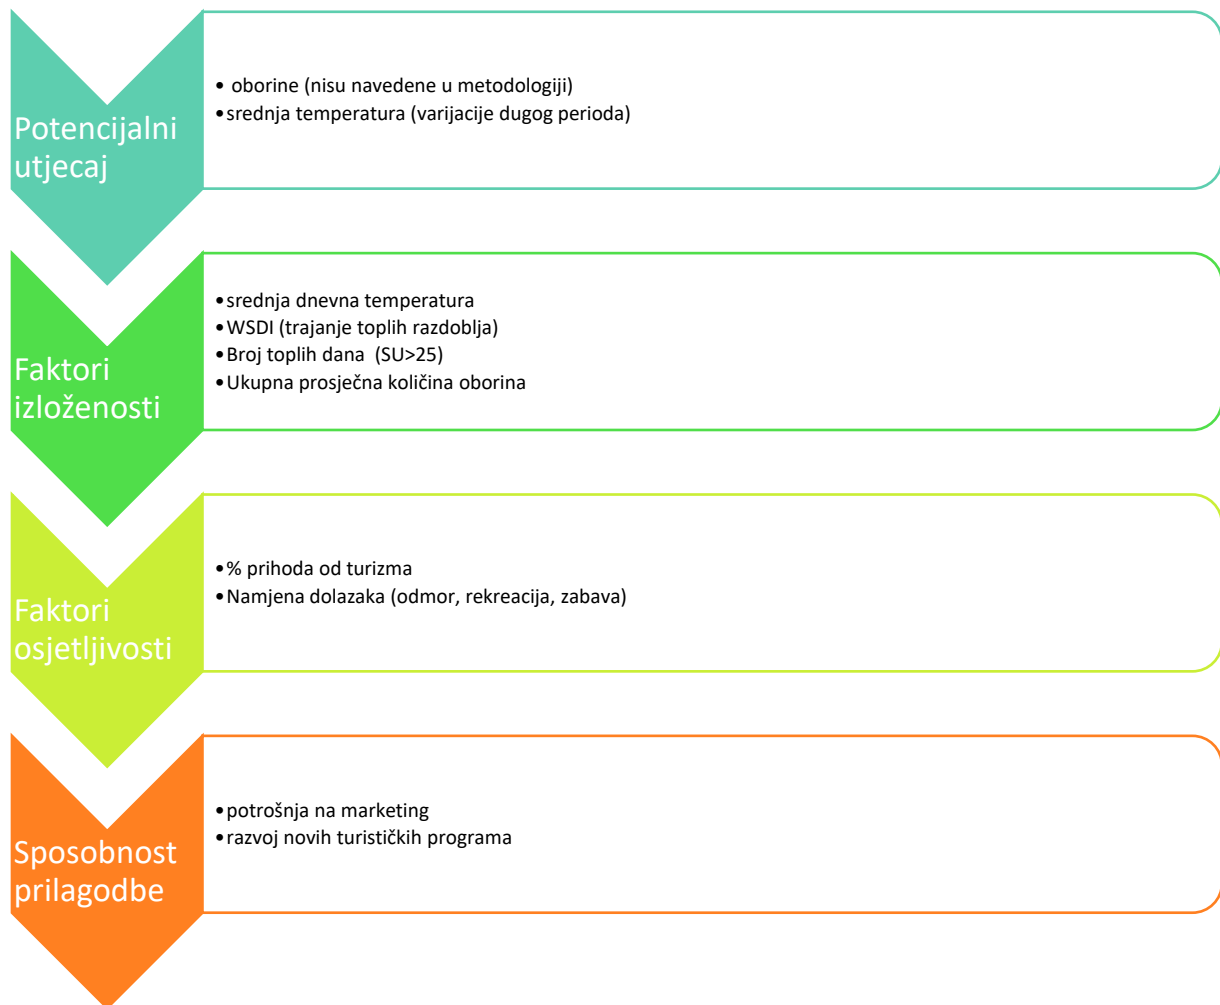 Potencijalni
utjecaj
• oborine (nisu navedene u metodologiji)
•srednja temperatura (varijacije dugog perioda)
Faktori
izloženosti
•srednja dnevna temperatura
•WSDI (trajanje toplih razdoblja)
•Broj toplih dana  (SU>25)
•Ukupna prosječna količina oborina
Faktori
osjetljivosti
•% prihoda od turizma
•Namjena dolazaka (odmor, rekreacija, zabava)
Sposobnost
prilagodbe
•potrošnja na marketing
•razvoj novih turističkih programa